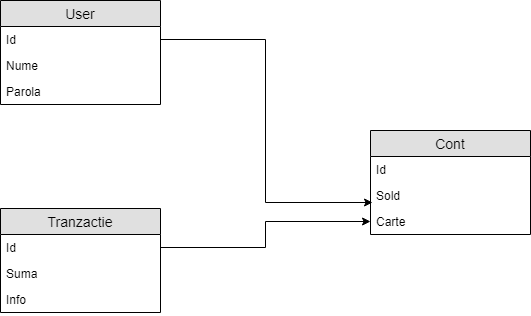 User
Id
Nume
Parola
Cont
Id
Sold
Carte
Tranzactie
Id
Suma
Info